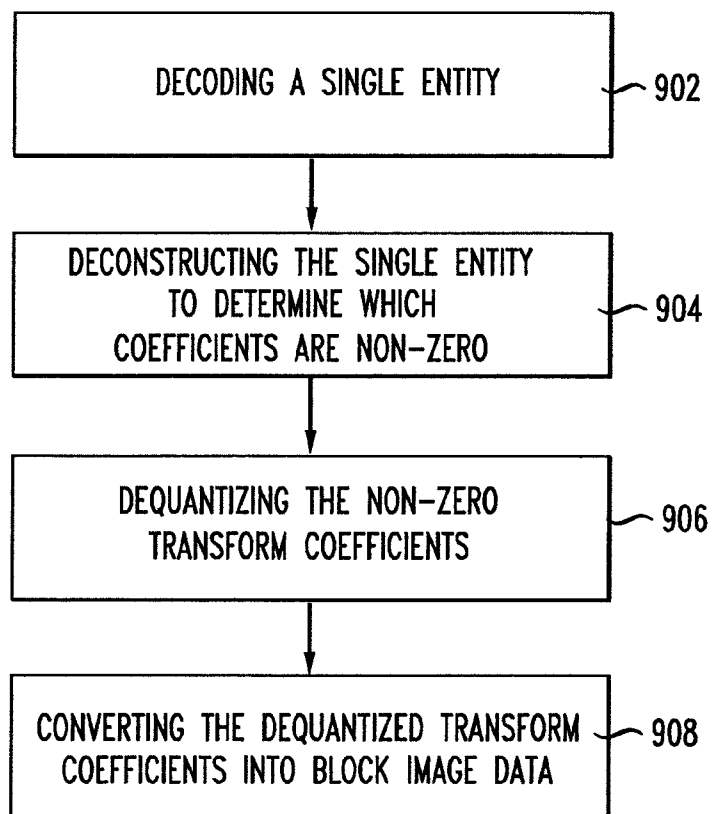 DECODING A SINGLE ENTITY
902
DECONSTRUCTING THE SINGLE ENTITY
TO DETERMINE WHICH
COEFFICIENTS ARE NON-ZERO
904
DEQUANTIZING THE NON-ZERO
TRANSFORM COEFFICIENTS
906
CONVERTING THE DEQUANTIZED TRANSFORM
COEFFICIENTS INTO BLOCK IMAGE DATA
908